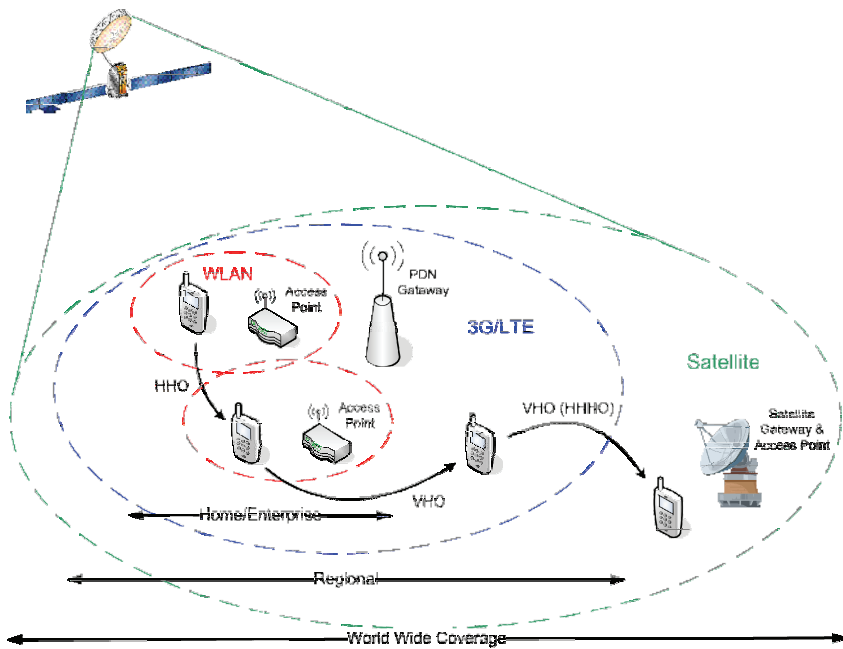 WLAN
Access
Point
PDN
Gataway
3G/LTE
HHO
Satellite
Access
Point
VHO (HHHO)
Satellite
Gateway &
Access Point
VHO
Home/Enterprise
Regional
World Wide Coverage